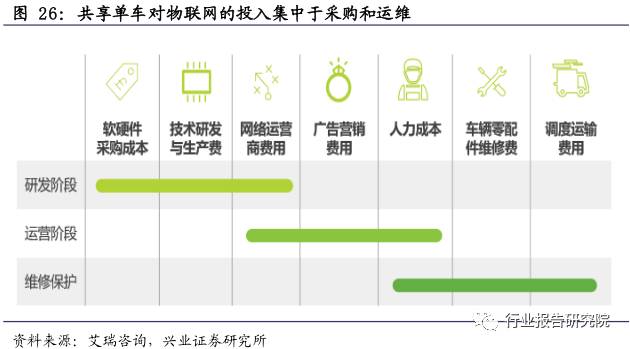 图 26：共享单车对物联网的投入集中于采购和运维
软硬件
采购成本
技术研发
与生产费
网络运营
商费用
广告营销
费用
人力成本
车辆零配
件维修费
调度运输
费用
研发阶段
运营阶段
维修保护
行业报告研究院
资料来源：艾瑞咨询，兴业证券研究所